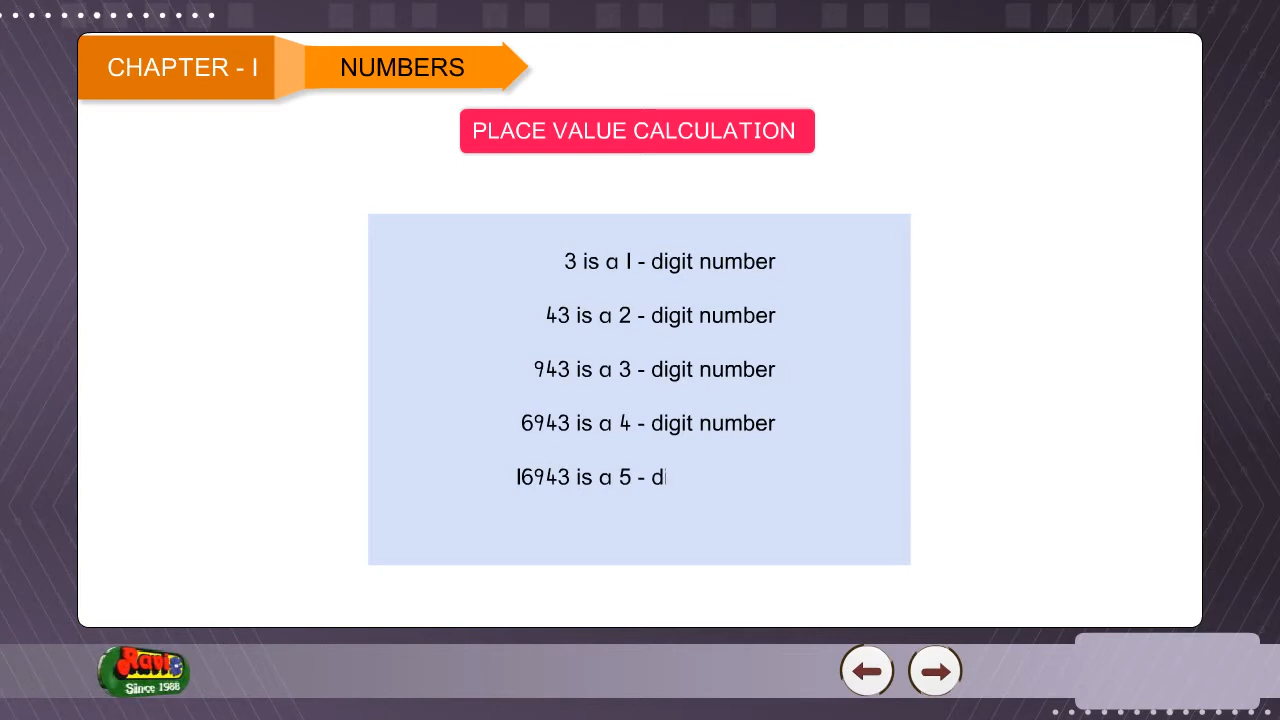 CHAPTER - I
NUMBERS
PLACE VALUE CALCULATION
3 is a 1 - digit number
43 is a 2 - digit number
943 is a 3 - digit number
6943 is a 4 - digit number
16943 is a 5 - di
Ravi
Since 1988